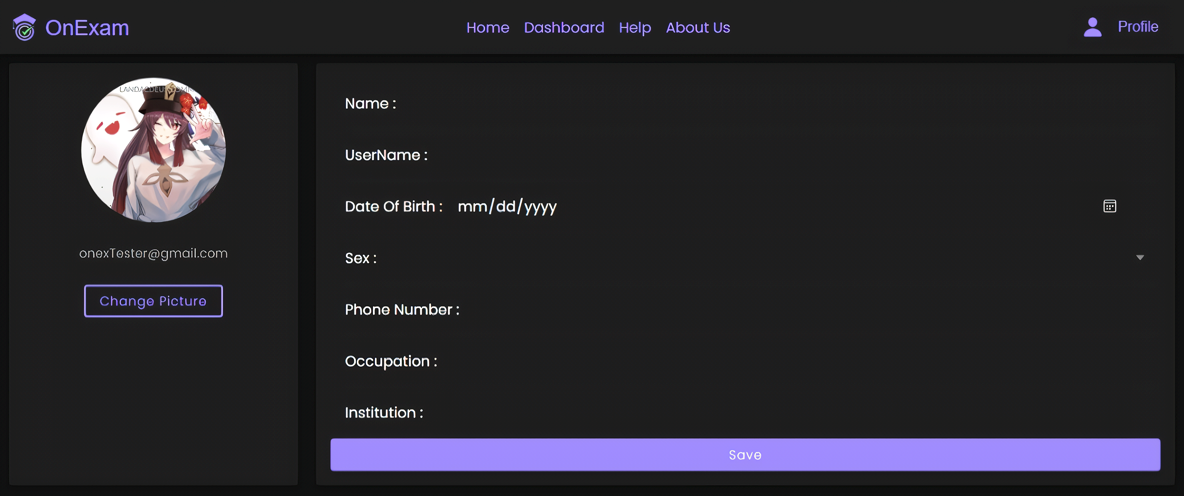 OnExam
Home Dashboard Help About Us
Profile
onexTester@gmail.com
Change Picture
Name :
UserName :
Date Of Birth : mm/dd/yyyy
Sex :
Phone Number :
Occupation :
Institution :
Save